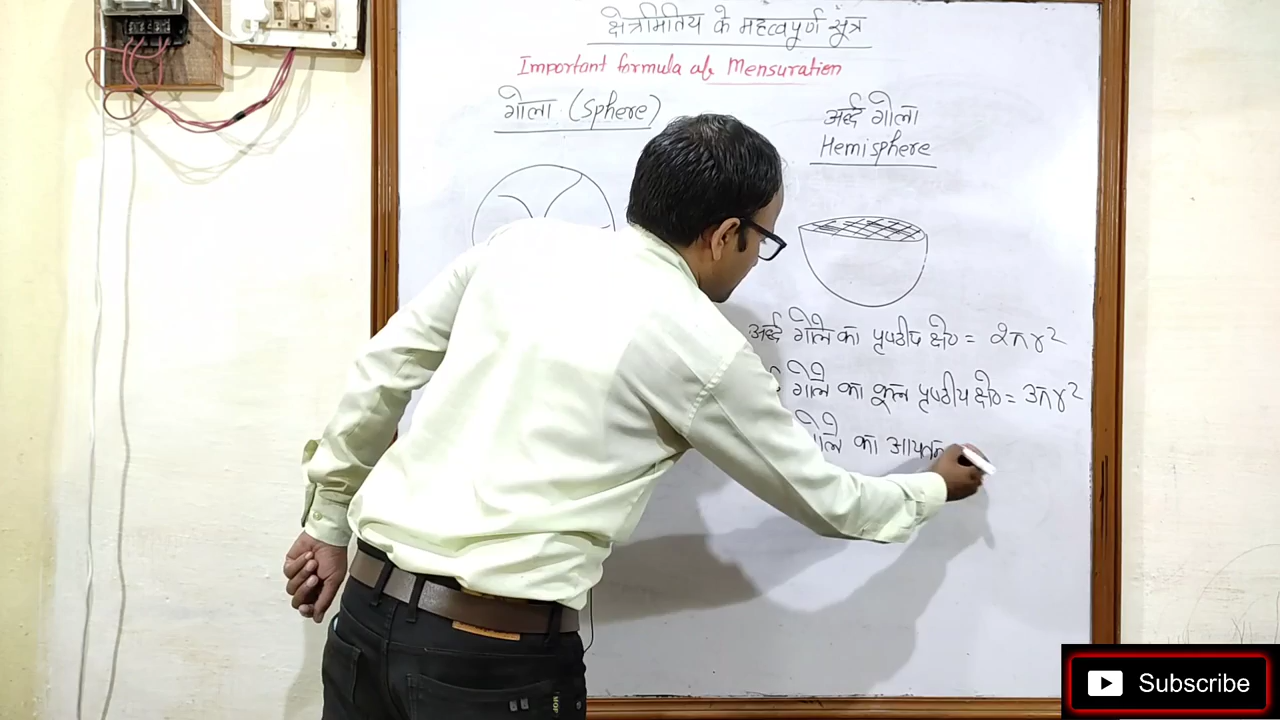 क्षेत्रमितिय के महत्वपूर्ण सूत्र
Important formula of Mensuration
गोला (Sphere)
अर्द्ध गोला
Hemisphere
अर्द्ध गोले का पृष्ठीय क्षे० = 2πr²
गोले का कुल पृष्ठीय क्षे० = 3πr²
गोले का आयतन
Subscribe